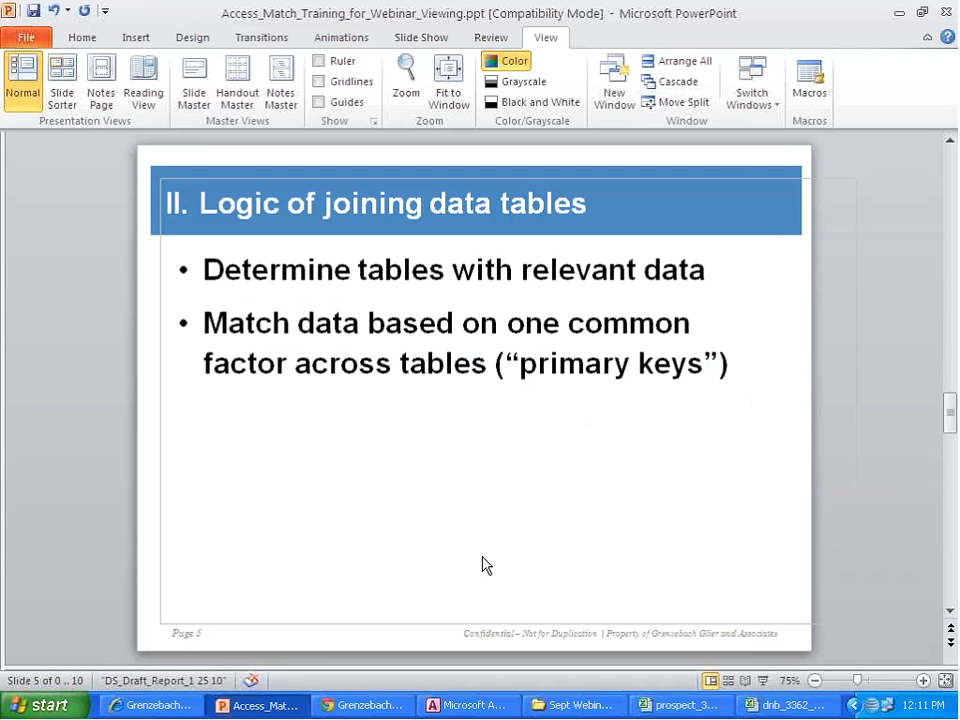 Access_Match_Training_for_Webinar_Viewing.ppt [Compatibility Mode] - Microsoft PowerPoint
File Home Insert Design Transitions Animations Slide Show Review View
Normal Slide Sorter Notes Page Reading View
Presentation Views
Slide Master Handout Master Notes Master
Master Views
Ruler
Gridlines
Guides
Show
Zoom Fit to Window
Zoom
Color
Grayscale
Black and White
Color/Grayscale
New Window
Arrange All
Cascade
Move Split
Window
Switch Windows
Macros
Macros
II. Logic of joining data tables
• Determine tables with relevant data
• Match data based on one common
factor across tables (“primary keys”)
Page 5 Confidential – Not for Duplication | Property of Grenzebach Glier and Associates
Slide 5 of 0 .. 10 "DS_Draft_Report_1 25 10" 75%
start Grenzebach... Access_Mat... Grenzebach... Microsoft A... Sept Webin... prospect_3... dnb_3362_... 12:11 PM